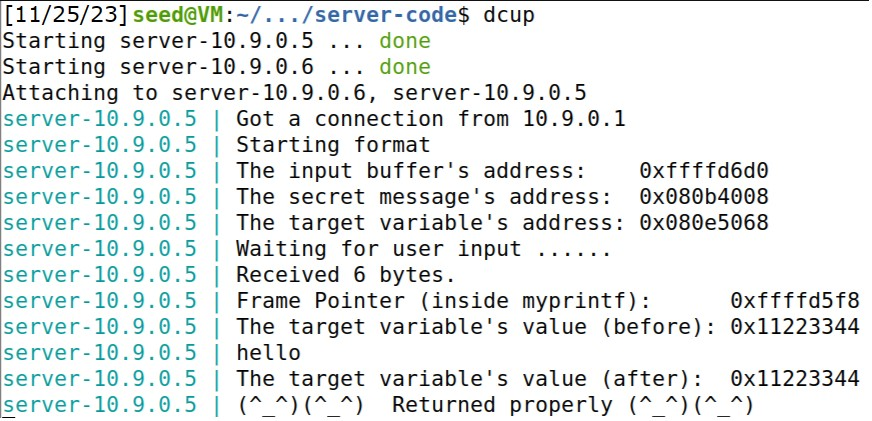 [11/25/23]seed@VM:~/.../server-code$ dcup
Starting server-10.9.0.5 ... done
Starting server-10.9.0.6 ... done
Attaching to server-10.9.0.6, server-10.9.0.5
server-10.9.0.5 | Got a connection from 10.9.0.1
server-10.9.0.5 | Starting format
server-10.9.0.5 | The input buffer's address:    0xffffd6d0
server-10.9.0.5 | The secret message's address:  0x080b4008
server-10.9.0.5 | The target variable's address: 0x080e5068
server-10.9.0.5 | Waiting for user input ......
server-10.9.0.5 | Received 6 bytes.
server-10.9.0.5 | Frame Pointer (inside myprintf):      0xffffd5f8
server-10.9.0.5 | The target variable's value (before): 0x11223344
server-10.9.0.5 | hello
server-10.9.0.5 | The target variable's value (after):  0x11223344
server-10.9.0.5 | (^_^)(^_^)  Returned properly (^_^)(^_^)